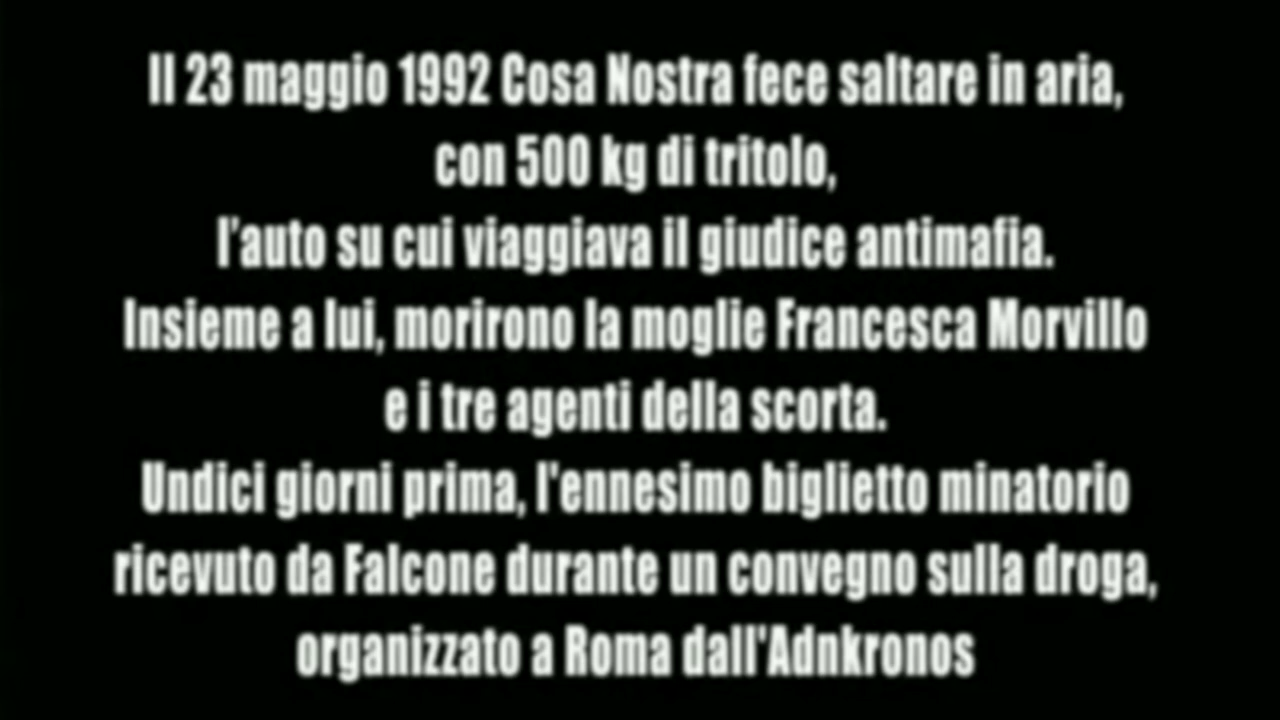 Il 23 maggio 1992 Cosa Nostra fece saltare in aria,
con 500 kg di tritolo,
l’auto su cui viaggiava il giudice antimafia.
Insieme a lui, morirono la moglie Francesca Morvillo
e i tre agenti della scorta.
Undici giorni prima, l'ennesimo biglietto minatorio
ricevuto da Falcone durante un convegno sulla droga,
organizzato a Roma dall'Adnkronos